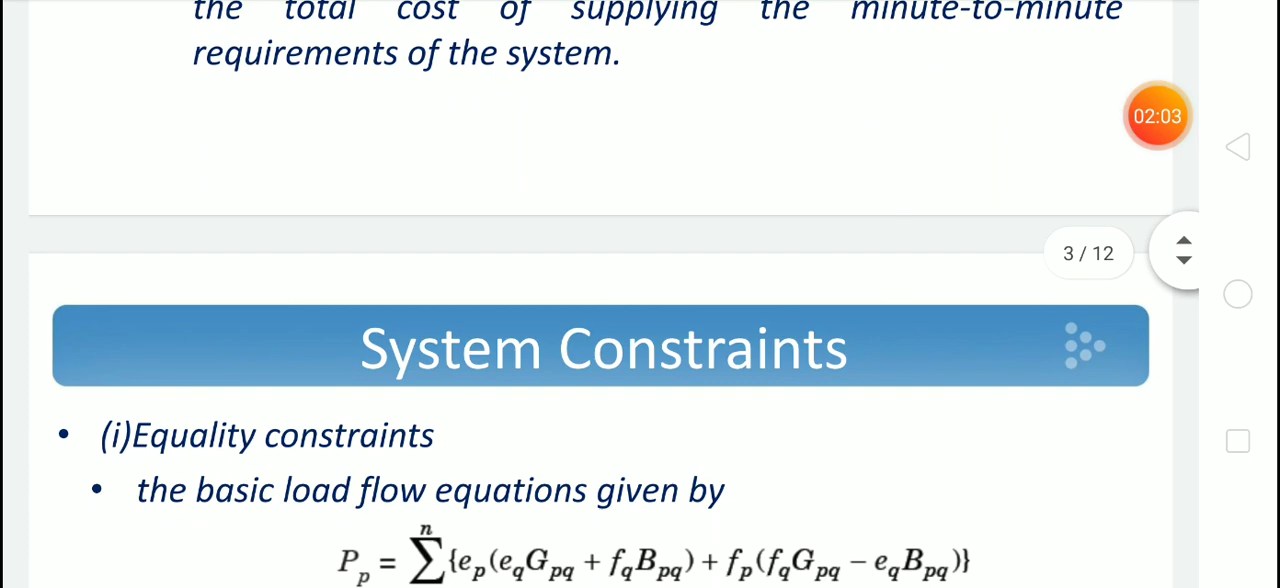 the total cost of supplying the minute-to-minute
requirements of the system.
02:03
3 / 12
System Constraints
• (i)Equality constraints
• the basic load flow equations given by
n
P_p = ∑{e_p(e_qG_pq + f_qB_pq) + f_p(f_qG_pq − e_qB_pq)}